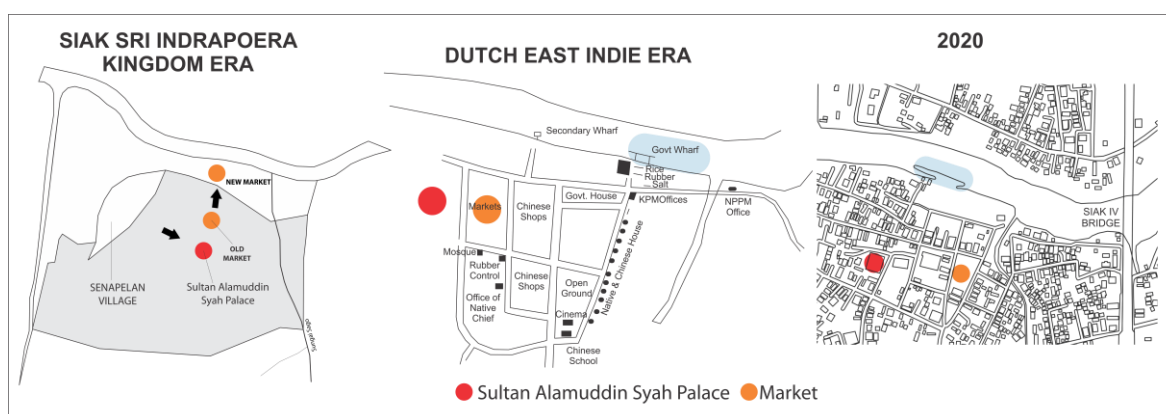 SIAK SRI INDRAPOERA
KINGDOM ERA
NEW MARKET
OLD
MARKET
SENAPELAN
VILLAGE
Sultan Alamuddin
Syah Palace
Sungai Sago
DUTCH EAST INDIE ERA
Secondary Wharf
Govt Wharf
Rice
Rubber
Salt
Markets
Chinese
Shops
Govt. House
KPMOffices
NPPM
Office
Mosque
Rubber
Control
Chinese
Shops
Office of
Native
Chief
Open
Ground
Native & Chinese House
Cinema
Chinese
School
2020
SIAK IV
BRIDGE
Sultan Alamuddin Syah Palace
Market